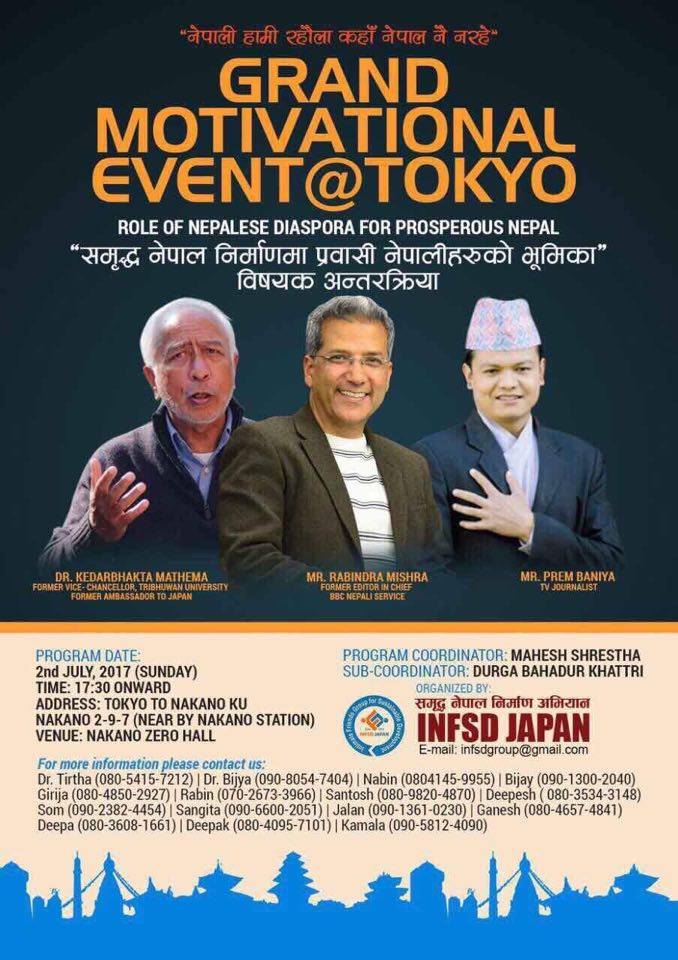 “नेपाली हामी रहौंला कहाँ नेपाल नै नरहे“
GRAND
MOTIVATIONAL
EVENT@TOKYO
ROLE OF NEPALESE DIASPORA FOR PROSPEROUS NEPAL
“समृद्ध नेपाल निर्माणमा प्रवासी नेपालीहरुको भूमिका”
विषयक अन्तरक्रिया
DR. KEDARBHAKTA MATHEMA
FORMER VICE- CHANCELLOR, TRIBHUWAN UNIVERSITY
FORMER AMBASSADOR TO JAPAN
MR. RABINDRA MISHRA
FORMER EDITOR IN CHIEF
BBC NEPALI SERVICE
MR. PREM BANIYA
TV JOURNALIST
PROGRAM DATE:
2nd JULY, 2017 (SUNDAY)
TIME: 17:30 ONWARD
ADDRESS: TOKYO TO NAKANO KU
NAKANO 2-9-7 (NEAR BY NAKANO STATION)
VENUE: NAKANO ZERO HALL
PROGRAM COORDINATOR: MAHESH SHRESTHA
SUB-COORDINATOR: DURGA BAHADUR KHATTRI
ORGANIZED BY:
समृद्ध नेपाल निर्माण अभियान
INFSD JAPAN
E-mail: infsdgroup@gmail.com
Friends Group for Sustainable Development
INFSD JAPAN
For more information please contact us:
Dr. Tirtha (080-5415-7212) | Dr. Bijya (090-8054-7404) | Nabin (0804145-9955) | Bijay (090-1300-2040)
Girija (080-4850-2927) | Rabin (070-2673-3966) | Santosh (080-9820-4870) | Deepesh ( 080-3534-3148)
Som (090-2382-4454) | Sangita (090-6600-2051) | Jalan (090-1361-0230) | Ganesh (080-4657-4841)
Deepa (080-3608-1661) | Deepak (080-4095-7101) | Kamala (090-5812-4090)